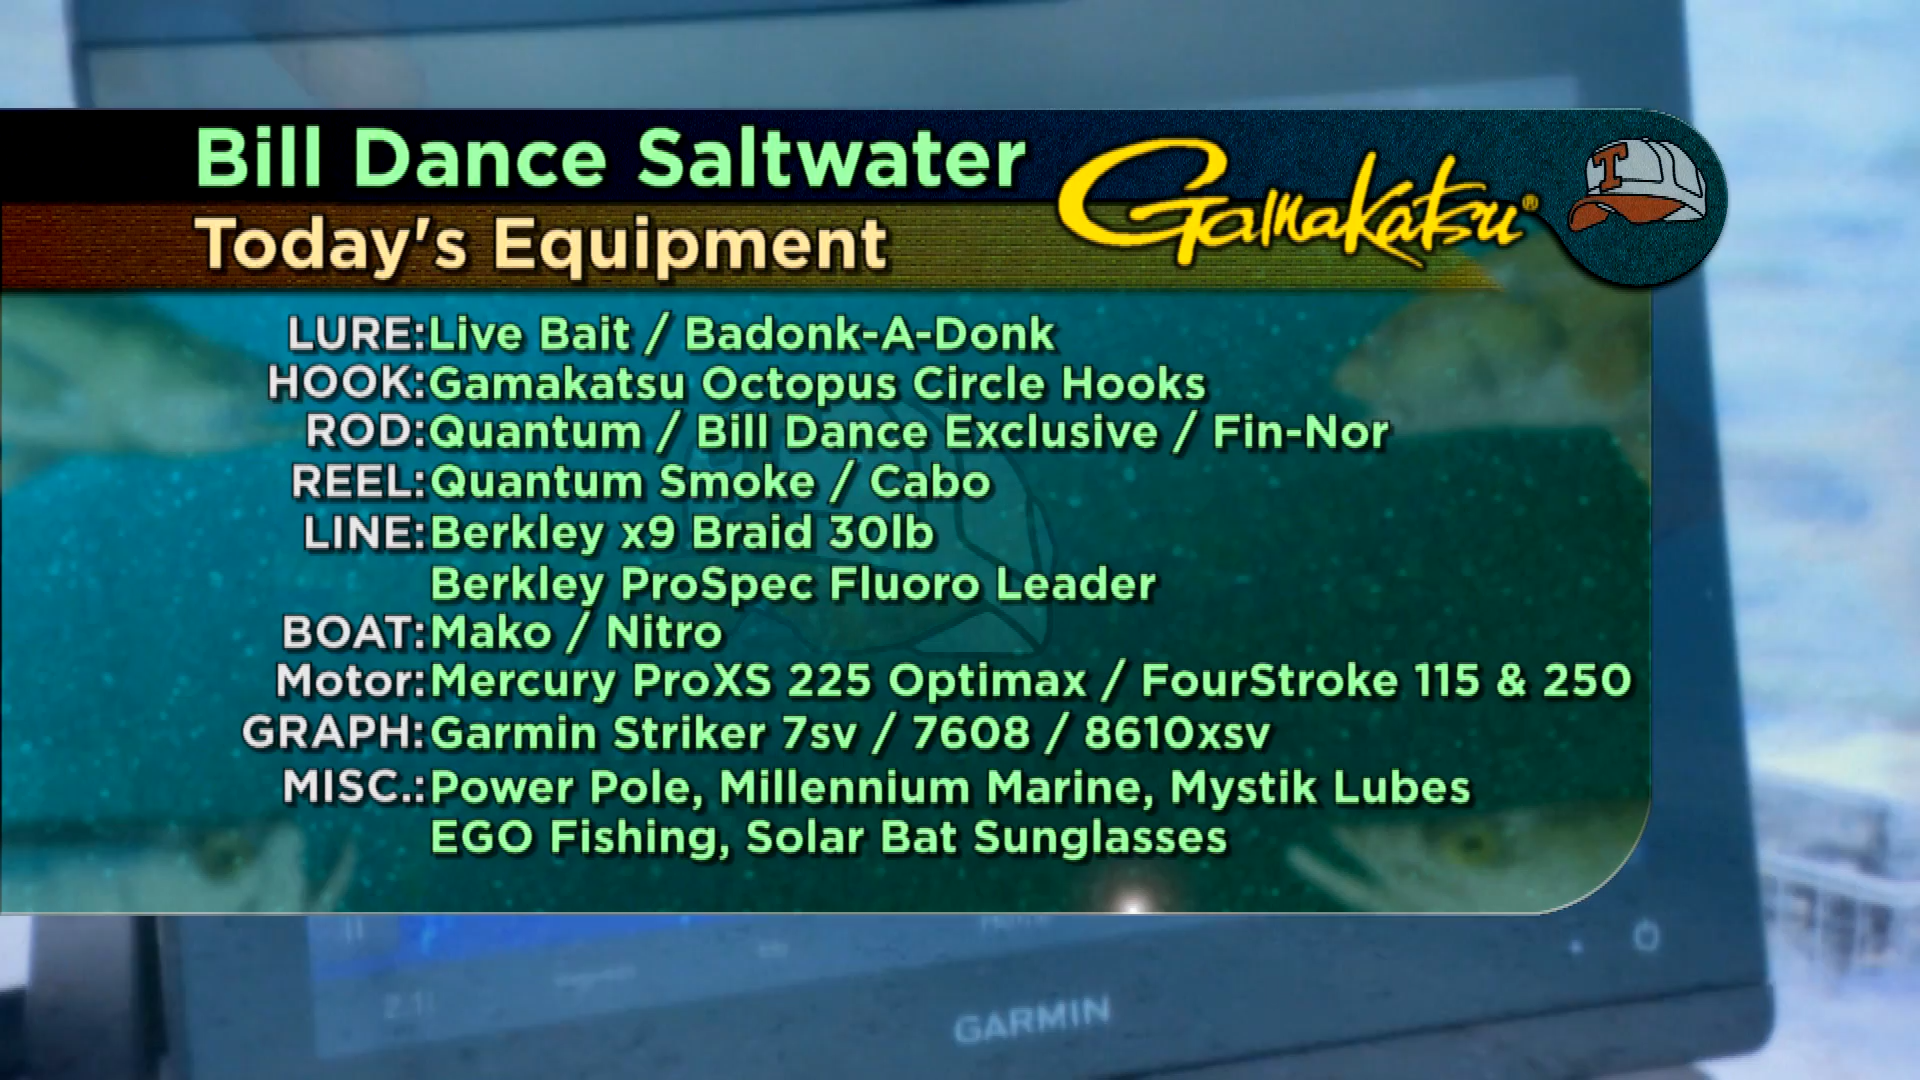 Bill Dance Saltwater
Gamakatsu®
T
Today's Equipment
LURE: Live Bait / Badonk-A-Donk
HOOK: Gamakatsu Octopus Circle Hooks
ROD: Quantum / Bill Dance Exclusive / Fin-Nor
REEL: Quantum Smoke / Cabo
LINE: Berkley x9 Braid 30lb
Berkley ProSpec Fluoro Leader
BOAT: Mako / Nitro
Motor: Mercury ProXS 225 Optimax / FourStroke 115 & 250
GRAPH: Garmin Striker 7sv / 7608 / 8610xsv
MISC.: Power Pole, Millennium Marine, Mystik Lubes
EGO Fishing, Solar Bat Sunglasses
GARMIN